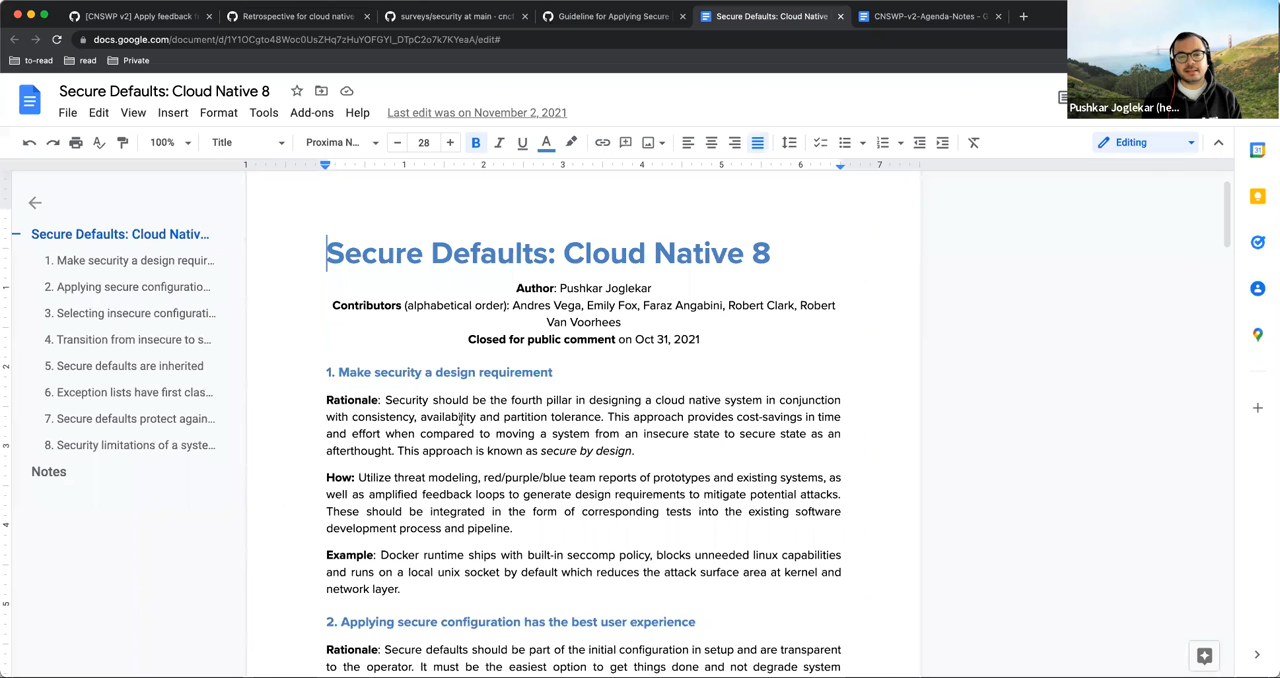 [CNSWP v2] Apply feedback
Retrospective for cloud native
surveys/security at main · cncf
Guideline for Applying Secure
Secure Defaults: Cloud Native
CNSWP-v2-Agenda-Notes - G
docs.google.com/document/d/1Y1OCgto48Woc0UsZHq7zHuYOFGYI_DTpC2o7k7KYeaA/edit#
to-read
read
Private
Pushkar Joglekar (he...
Secure Defaults: Cloud Native 8
File Edit View Insert Format Tools Add-ons Help Last edit was on November 2, 2021
100% Title Proxima N... 28 B I U A Editing
1 1 2 3 4 5 6 7
Secure Defaults: Cloud Nativ...
1. Make security a design requir...
2. Applying secure configuratio...
3. Selecting insecure configurati...
4. Transition from insecure to s...
5. Secure defaults are inherited
6. Exception lists have first clas...
7. Secure defaults protect again...
8. Security limitations of a syste...
Notes
1
2
3
4
5
Secure Defaults: Cloud Native 8
Author: Pushkar Joglekar
Contributors (alphabetical order): Andres Vega, Emily Fox, Faraz Angabini, Robert Clark, Robert
Van Voorhees
Closed for public comment on Oct 31, 2021
1. Make security a design requirement
Rationale: Security should be the fourth pillar in designing a cloud native system in conjunction
with consistency, availability and partition tolerance. This approach provides cost-savings in time
and effort when compared to moving a system from an insecure state to secure state as an
afterthought. This approach is known as secure by design.
How: Utilize threat modeling, red/purple/blue team reports of prototypes and existing systems, as
well as amplified feedback loops to generate design requirements to mitigate potential attacks.
These should be integrated in the form of corresponding tests into the existing software
development process and pipeline.
Example: Docker runtime ships with built-in seccomp policy, blocks unneeded linux capabilities
and runs on a local unix socket by default which reduces the attack surface area at kernel and
network layer.
2. Applying secure configuration has the best user experience
Rationale: Secure defaults should be part of the initial configuration in setup and are transparent
to the operator. It must be the easiest option to get things done and not degrade system
31